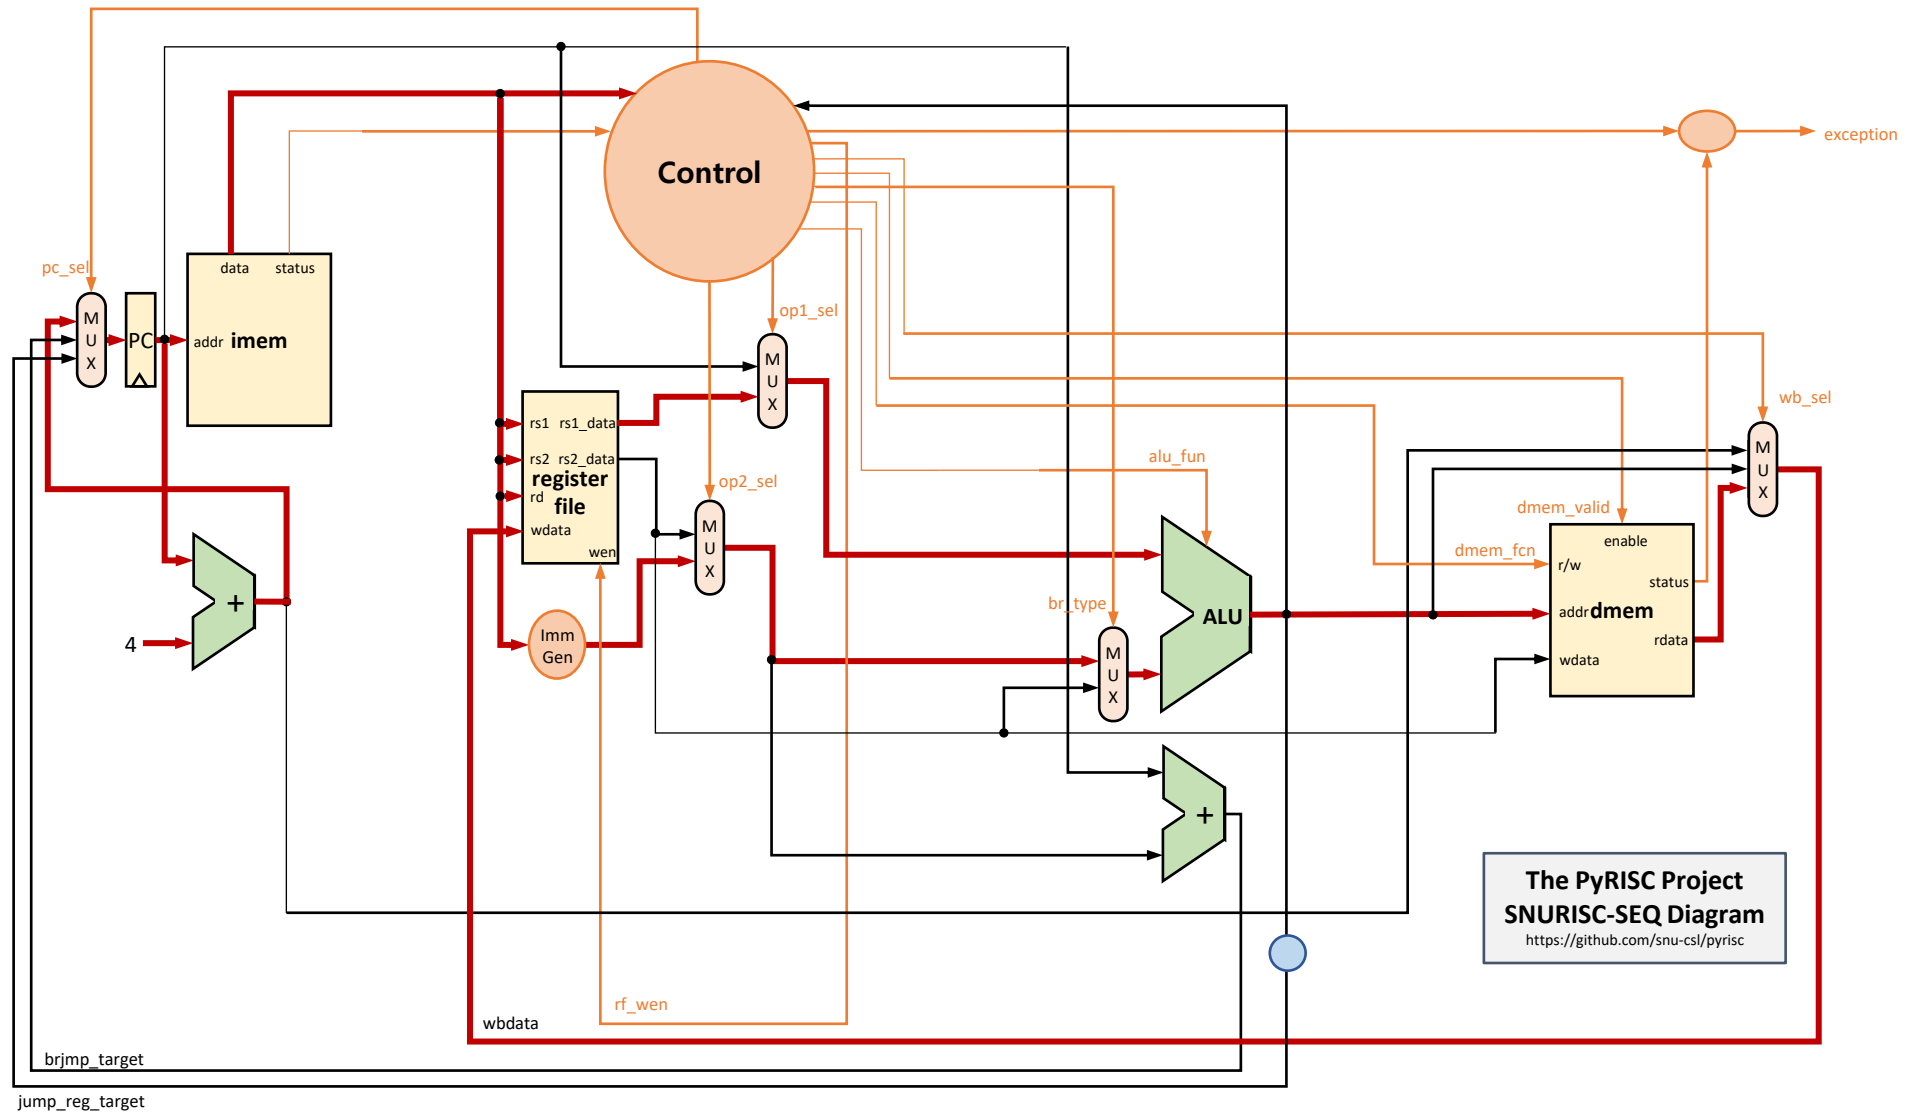 exception
Control
data
status
pc_sel
M
U
X
PC
addr
imem
op1_sel
M
U
X
wb_sel
M
U
X
rs1
rs1_data
rs2
rs2_data
register
file
rd
wdata
wen
op2_sel
M
U
X
alu_fun
dmem_valid
dmem_fcn
enable
r/w
status
addr
dmem
rdata
wdata
br_type
M
U
X
ALU
+
4
Imm
Gen
+
The PyRISC Project
SNURISC-SEQ Diagram
https://github.com/snu-csl/pyrisc
rf_wen
wbdata
brjmp_target
jump_reg_target